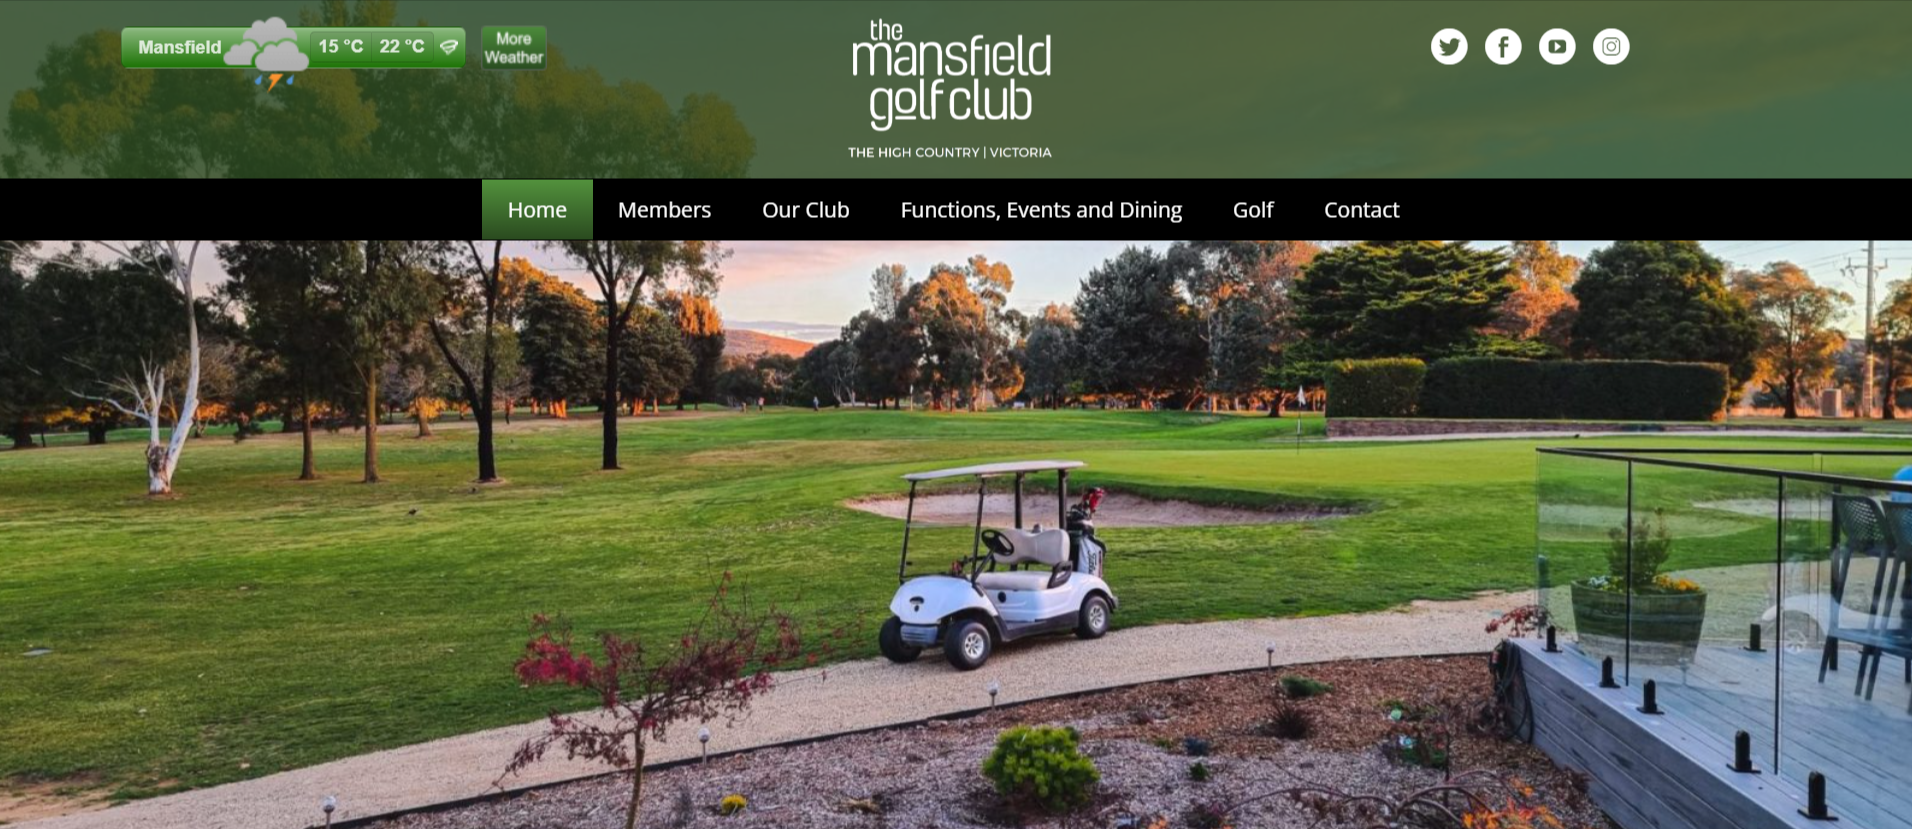 Mansfield
15 °C
22 °C
More
Weather
the
mansfield
golf club
THE HIGH COUNTRY | VICTORIA
Home
Members
Our Club
Functions, Events and Dining
Golf
Contact